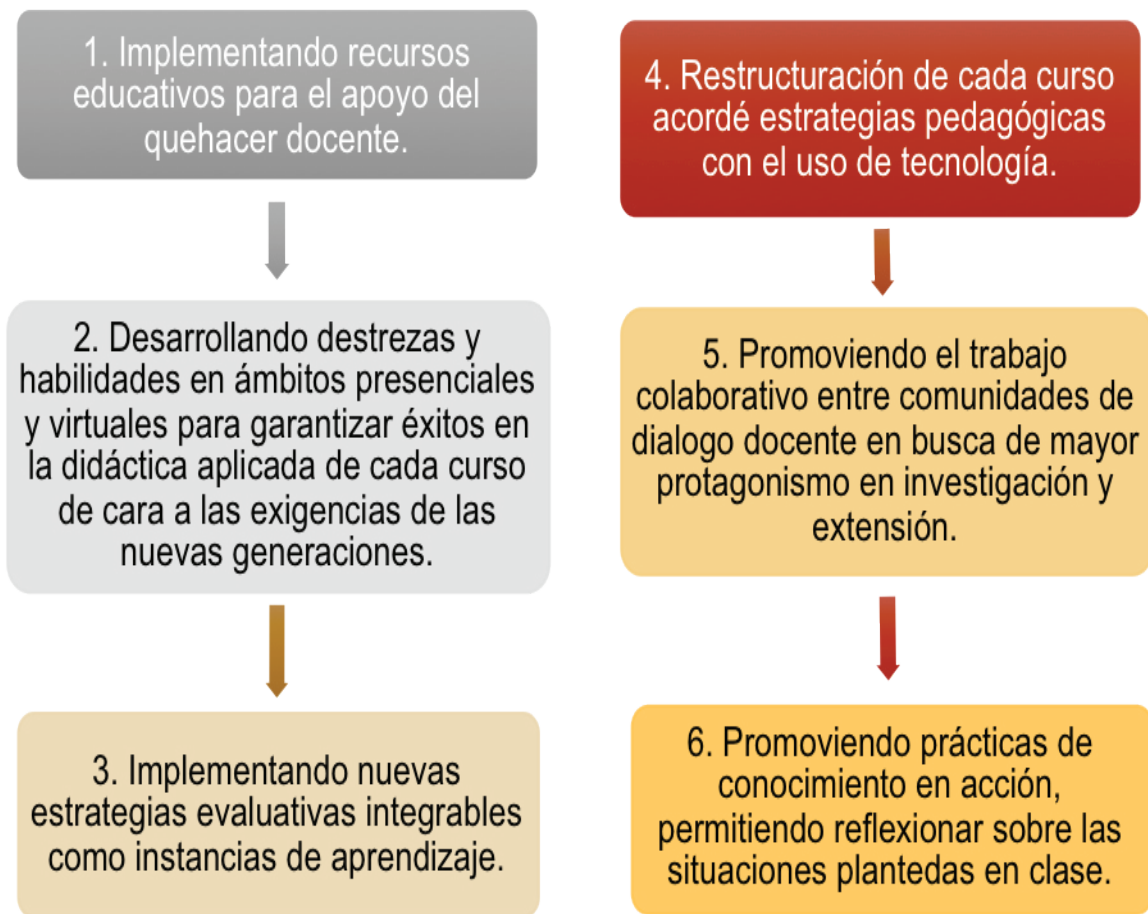 1. Implementando recursos
educativos para el apoyo del
quehacer docente.
2. Desarrollando destrezas y
habilidades en ámbitos presenciales
y virtuales para garantizar éxitos en
la didáctica aplicada de cada curso
de cara a las exigencias de las
nuevas generaciones.
3. Implementando nuevas
estrategias evaluativas integrables
como instancias de aprendizaje.
4. Restructuración de cada curso
acordé estrategias pedagógicas
con el uso de tecnología.
5. Promoviendo el trabajo
colaborativo entre comunidades de
dialogo docente en busca de mayor
protagonismo en investigación y
extensión.
6. Promoviendo prácticas de
conocimiento en acción,
permitiendo reflexionar sobre las
situaciones plantedas en clase.